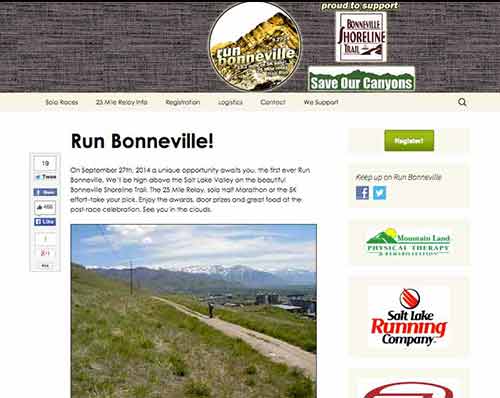 proud to support
run
bonneville
BONNEVILLE
SHORELINE
TRAIL
Save Our Canyons
Solo Races 23 Mile Relay Info Registration Logistics Contact We Support
Run Bonneville!
On September 27th, 2014 a unique opportunity awaits you, the first ever Run
Bonneville. We'll be high above the Salt Lake Valley on the beautiful
Bonneville Shoreline Trail. The 23 Mile Relay, solo Half Marathon or the 5K
effort-take your pick. Enjoy the awards, door prizes and great food at the
post-race celebration. See you in the clouds.
19
Tweet
Share
466
Like
Register!
Keep up on Run Bonneville
Mountain Land
PHYSICAL THERAPY
& REHABILITATION
Salt Lake
Running
Company